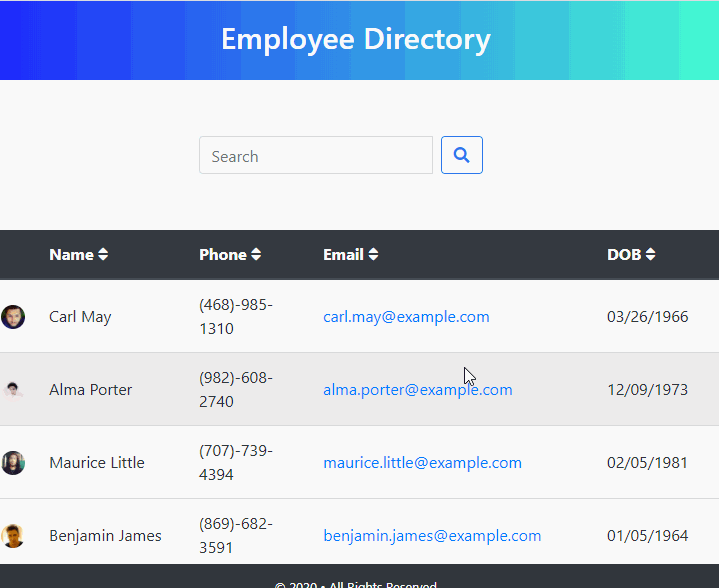 Employee Directory
Search
Name Phone Email DOB
Carl May (468)-985-1310 carl.may@example.com 03/26/1966
Alma Porter (982)-608-2740 alma.porter@example.com 12/09/1973
Maurice Little (707)-739-4394 maurice.little@example.com 02/05/1981
Benjamin James (869)-682-3591 benjamin.james@example.com 01/05/1964
© 2020 • All Rights Reserved